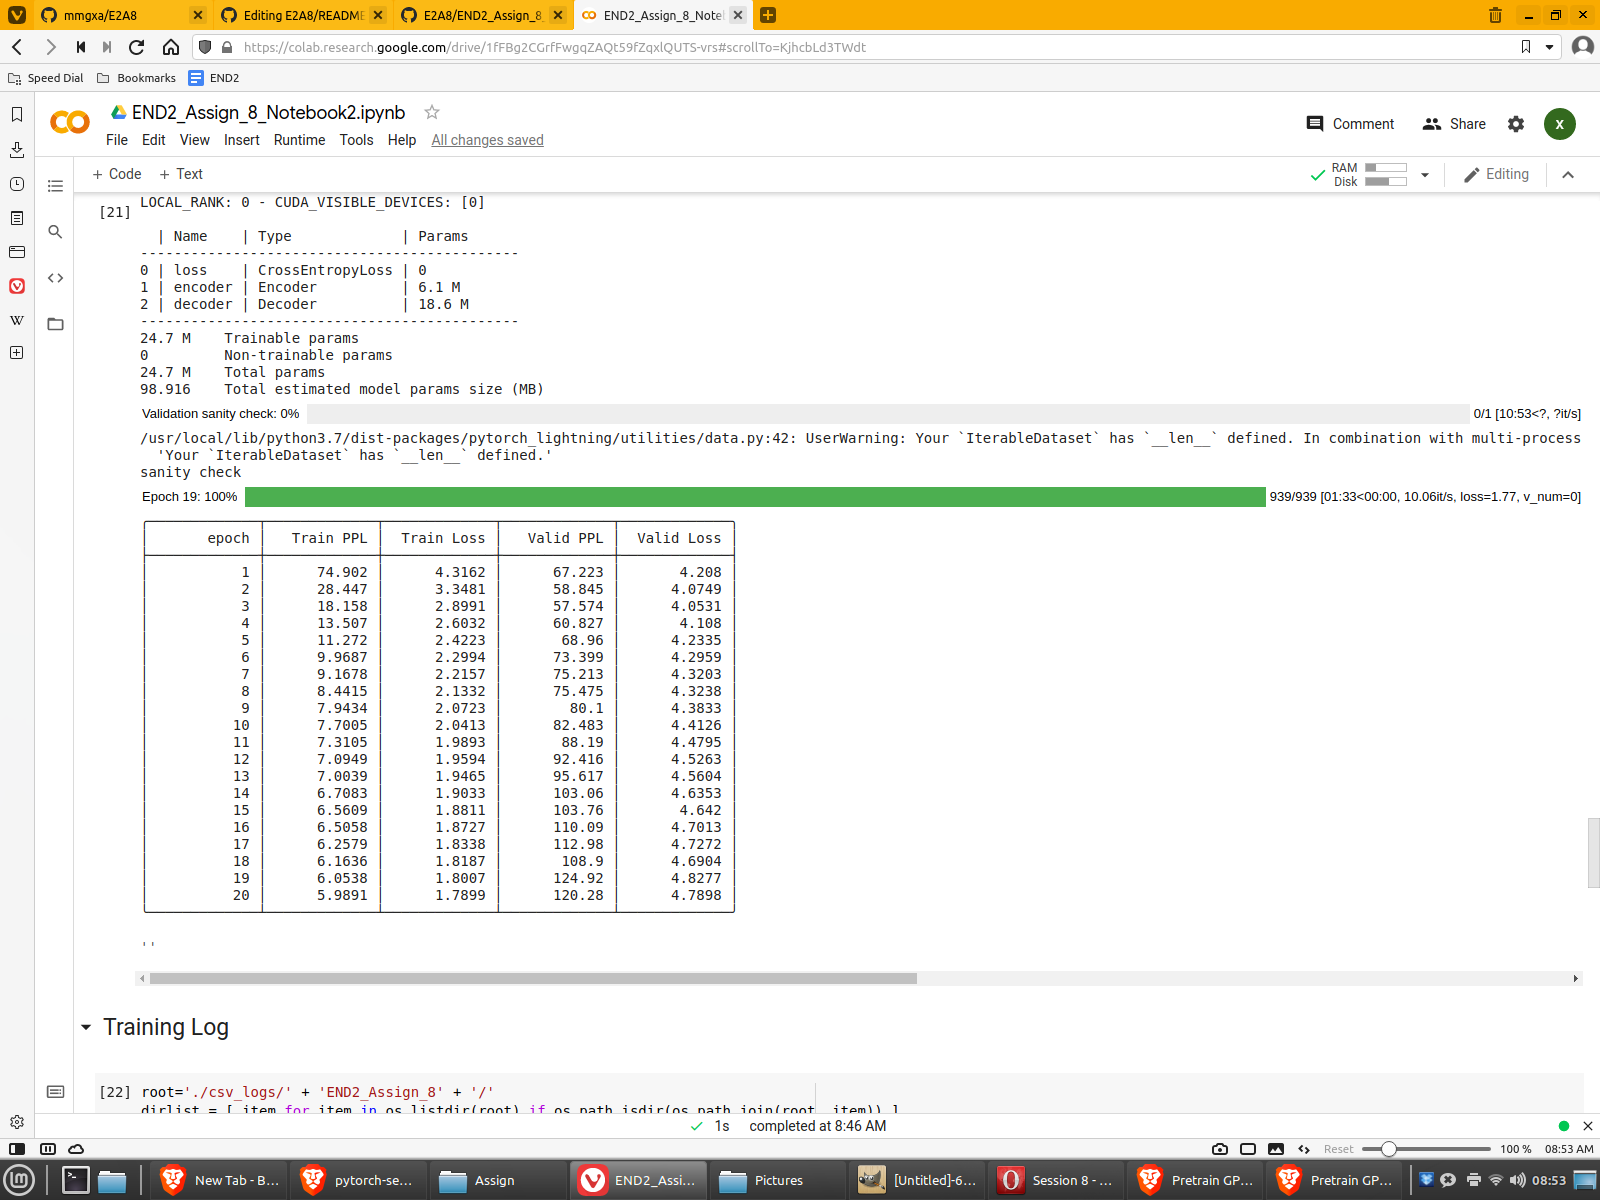 mmgxa/E2A8
Editing E2A8/README
E2A8/END2_Assign_8_
END2_Assign_8_Note
https://colab.research.google.com/drive/1fFBg2CGrfFwgqZAQt59fZqxlQUTS-vrs#scrollTo=KjhcbLd3TWdt
Speed Dial
Bookmarks
END2
END2_Assign_8_Notebook2.ipynb
Comment
Share
X
File Edit View Insert Runtime Tools Help All changes saved
+ Code + Text
RAM
Disk
Editing
[21]
LOCAL_RANK: 0 - CUDA_VISIBLE_DEVICES: [0]
| Name | Type | Params
---------------------------------------------
0 | loss | CrossEntropyLoss | 0
1 | encoder | Encoder | 6.1 M
2 | decoder | Decoder | 18.6 M
---------------------------------------------
24.7 M Trainable params
0 Non-trainable params
24.7 M Total params
98.916 Total estimated model params size (MB)
Validation sanity check: 0% 0/1 [10:53<?, ?it/s]
/usr/local/lib/python3.7/dist-packages/pytorch_lightning/utilities/data.py:42: UserWarning: Your `IterableDataset` has `__len__` defined. In combination with multi-process
'Your `IterableDataset` has `__len__` defined.'
sanity check
Epoch 19: 100% 939/939 [01:33<00:00, 10.06it/s, loss=1.77, v_num=0]
epoch Train PPL Train Loss Valid PPL Valid Loss
1 74.902 4.3162 67.223 4.208
2 28.447 3.3481 58.845 4.0749
3 18.158 2.8991 57.574 4.0531
4 13.507 2.6032 60.827 4.108
5 11.272 2.4223 68.96 4.2335
6 9.9687 2.2994 73.399 4.2959
7 9.1678 2.2157 75.213 4.3203
8 8.4415 2.1332 75.475 4.3238
9 7.9434 2.0723 80.1 4.3833
10 7.7005 2.0413 82.483 4.4126
11 7.3105 1.9893 88.19 4.4795
12 7.0949 1.9594 92.416 4.5263
13 7.0039 1.9465 95.617 4.5604
14 6.7083 1.9033 103.06 4.6353
15 6.5609 1.8811 103.76 4.642
16 6.5058 1.8727 110.09 4.7013
17 6.2579 1.8338 112.98 4.7272
18 6.1636 1.8187 108.9 4.6904
19 6.0538 1.8007 124.92 4.8277
20 5.9891 1.7899 120.28 4.7898
''
Training Log
[22] root='./csv_logs/' + 'END2_Assign_8' + '/'
dirlist = [ item for item in os.listdir(root) if os.path.isdir(os.path.join(root, item)) ]
1s completed at 8:46 AM
Reset 100 % 08:53 AM
New Tab - B...
pytorch-se...
Assign
END2_Assi...
Pictures
[Untitled]-6...
Session 8 - ...
Pretrain GP...
Pretrain GP...
08:53